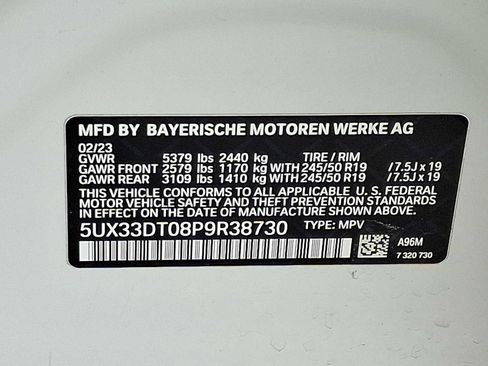 MFD BY BAYERISCHE MOTOREN WERKE AG
02/23
GVWR 5379 lbs 2440 kg TIRE / RIM
GAWR FRONT 2579 lbs 1170 kg WITH 245/50 R19 /7.5J x 19
GAWR REAR 3109 lbs 1410 kg WITH 245/50 R19 /7.5J x 19
THIS VEHICLE CONFORMS TO ALL APPLICABLE U. S. FEDERAL
MOTOR VEHICLE SAFETY AND THEFT PREVENTION STANDARDS
IN EFFECT ON THE DATE OF MANUFACTURE SHOWN ABOVE.
5UX33DT08P9R38730 TYPE: MPV
A96M
7 320 730